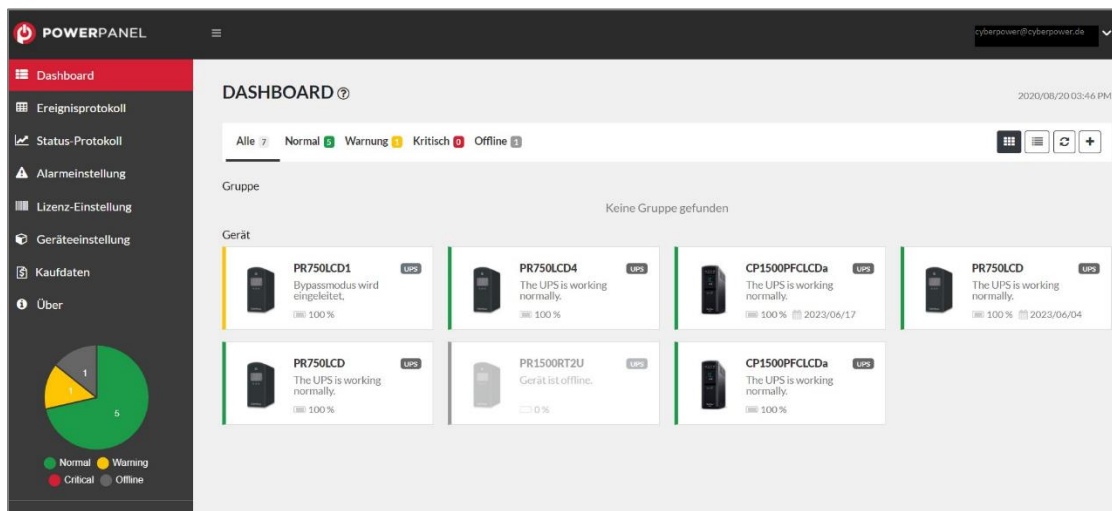 POWERPANEL
cyberpower@cyberpower.de
Dashboard
Ereignisprotokoll
Status-Protokoll
Alarmeinstellung
Lizenz-Einstellung
Geräteeinstellung
Kaufdaten
Über
1
1
5
Normal Warning
Critical Offline
DASHBOARD ?
2020/08/20 03:46 PM
Alle 7 Normal 5 Warnung 1 Kritisch 0 Offline 1
Gruppe
Keine Gruppe gefunden
Gerät
PR750LCD1 UPS
Bypassmodus wird
eingeleitet,
100 %
PR750LCD4 UPS
The UPS is working
normally.
100 %
CP1500PFCLCDa UPS
The UPS is working
normally.
100 % 2023/06/17
PR750LCD UPS
The UPS is working
normally.
100 % 2023/06/04
PR750LCD UPS
The UPS is working
normally.
100 %
PR1500RT2U UPS
Gerät ist offline.
0 %
CP1500PFCLCDa UPS
The UPS is working
normally.
100 %